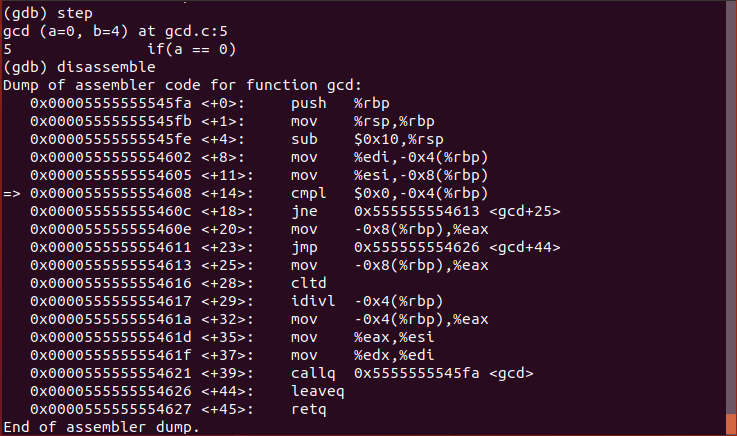 (gdb) step
gcd (a=0, b=4) at gcd.c:5
5               if(a == 0)
(gdb) disassemble
Dump of assembler code for function gcd:
   0x00005555555545fa <+0>:     push   %rbp
   0x00005555555545fb <+1>:     mov    %rsp,%rbp
   0x00005555555545fe <+4>:     sub    $0x10,%rsp
   0x0000555555554602 <+8>:     mov    %edi,-0x4(%rbp)
   0x0000555555554605 <+11>:    mov    %esi,-0x8(%rbp)
=> 0x0000555555554608 <+14>:    cmpl   $0x0,-0x4(%rbp)
   0x000055555555460c <+18>:    jne    0x555555554613 <gcd+25>
   0x000055555555460e <+20>:    mov    -0x8(%rbp),%eax
   0x0000555555554611 <+23>:    jmp    0x555555554626 <gcd+44>
   0x0000555555554613 <+25>:    mov    -0x8(%rbp),%eax
   0x0000555555554616 <+28>:    cltd
   0x0000555555554617 <+29>:    idivl  -0x4(%rbp)
   0x000055555555461a <+32>:    mov    -0x4(%rbp),%eax
   0x000055555555461d <+35>:    mov    %eax,%esi
   0x000055555555461f <+37>:    mov    %edx,%edi
   0x0000555555554621 <+39>:    callq  0x5555555545fa <gcd>
   0x0000555555554626 <+44>:    leaveq
   0x0000555555554627 <+45>:    retq
End of assembler dump.